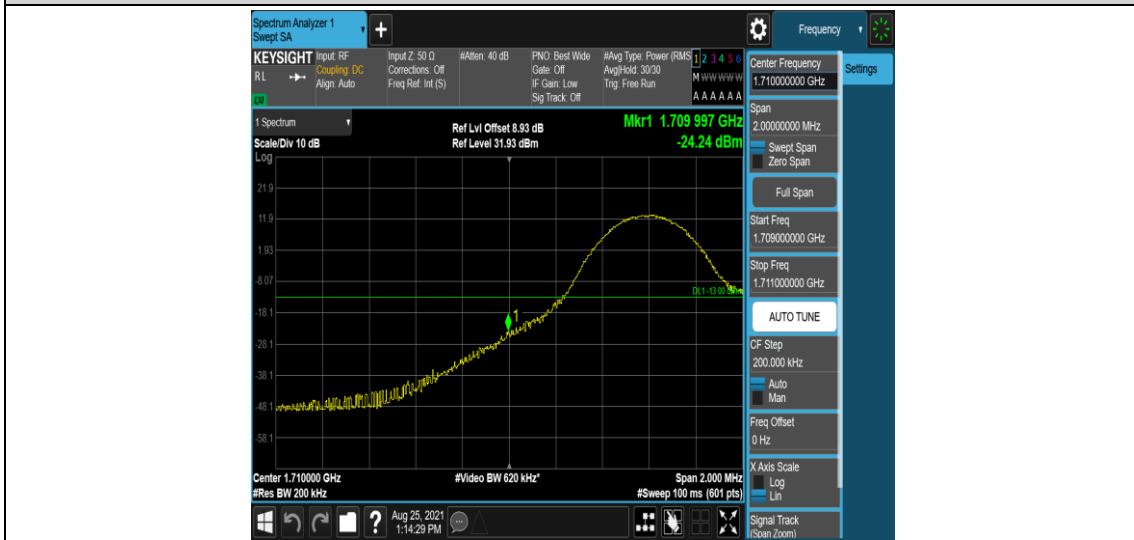 Spectrum Analyzer 1
Swept SA
+
Frequency
KEYSIGHT
RL
LXI
Input: RF
Coupling: DC
Align: Auto
Input Z: 50 Ω
Corrections: Off
Freq Ref: Int (S)
#Atten: 40 dB
PNO: Best Wide
Gate: Off
IF Gain: Low
Sig Track: Off
#Avg Type: Power (RMS
Avg|Hold: 30/30
Trig: Free Run
1 2 3 4 5 6
M W W W W W
A A A A A A
1 Spectrum
Scale/Div 10 dB
Log
Ref Lvl Offset 8.93 dB
Ref Level 31.93 dBm
Mkr1 1.709 997 GHz
-24.24 dBm
21.9
11.9
1.93
-8.07
-18.1
-28.1
-38.1
-48.1
-58.1
1
DL1 -13.00
Center 1.710000 GHz
#Res BW 200 kHz
#Video BW 620 kHz*
Span 2.000 MHz
#Sweep 100 ms (601 pts)
?
Aug 25, 2021
1:14:29 PM
Center Frequency
1.710000000 GHz
Settings
Span
2.00000000 MHz
Swept Span
Zero Span
Full Span
Start Freq
1.709000000 GHz
Stop Freq
1.711000000 GHz
AUTO TUNE
CF Step
200.000 kHz
Auto
Man
Freq Offset
0 Hz
X Axis Scale
Log
Lin
Signal Track
(Span Zoom)